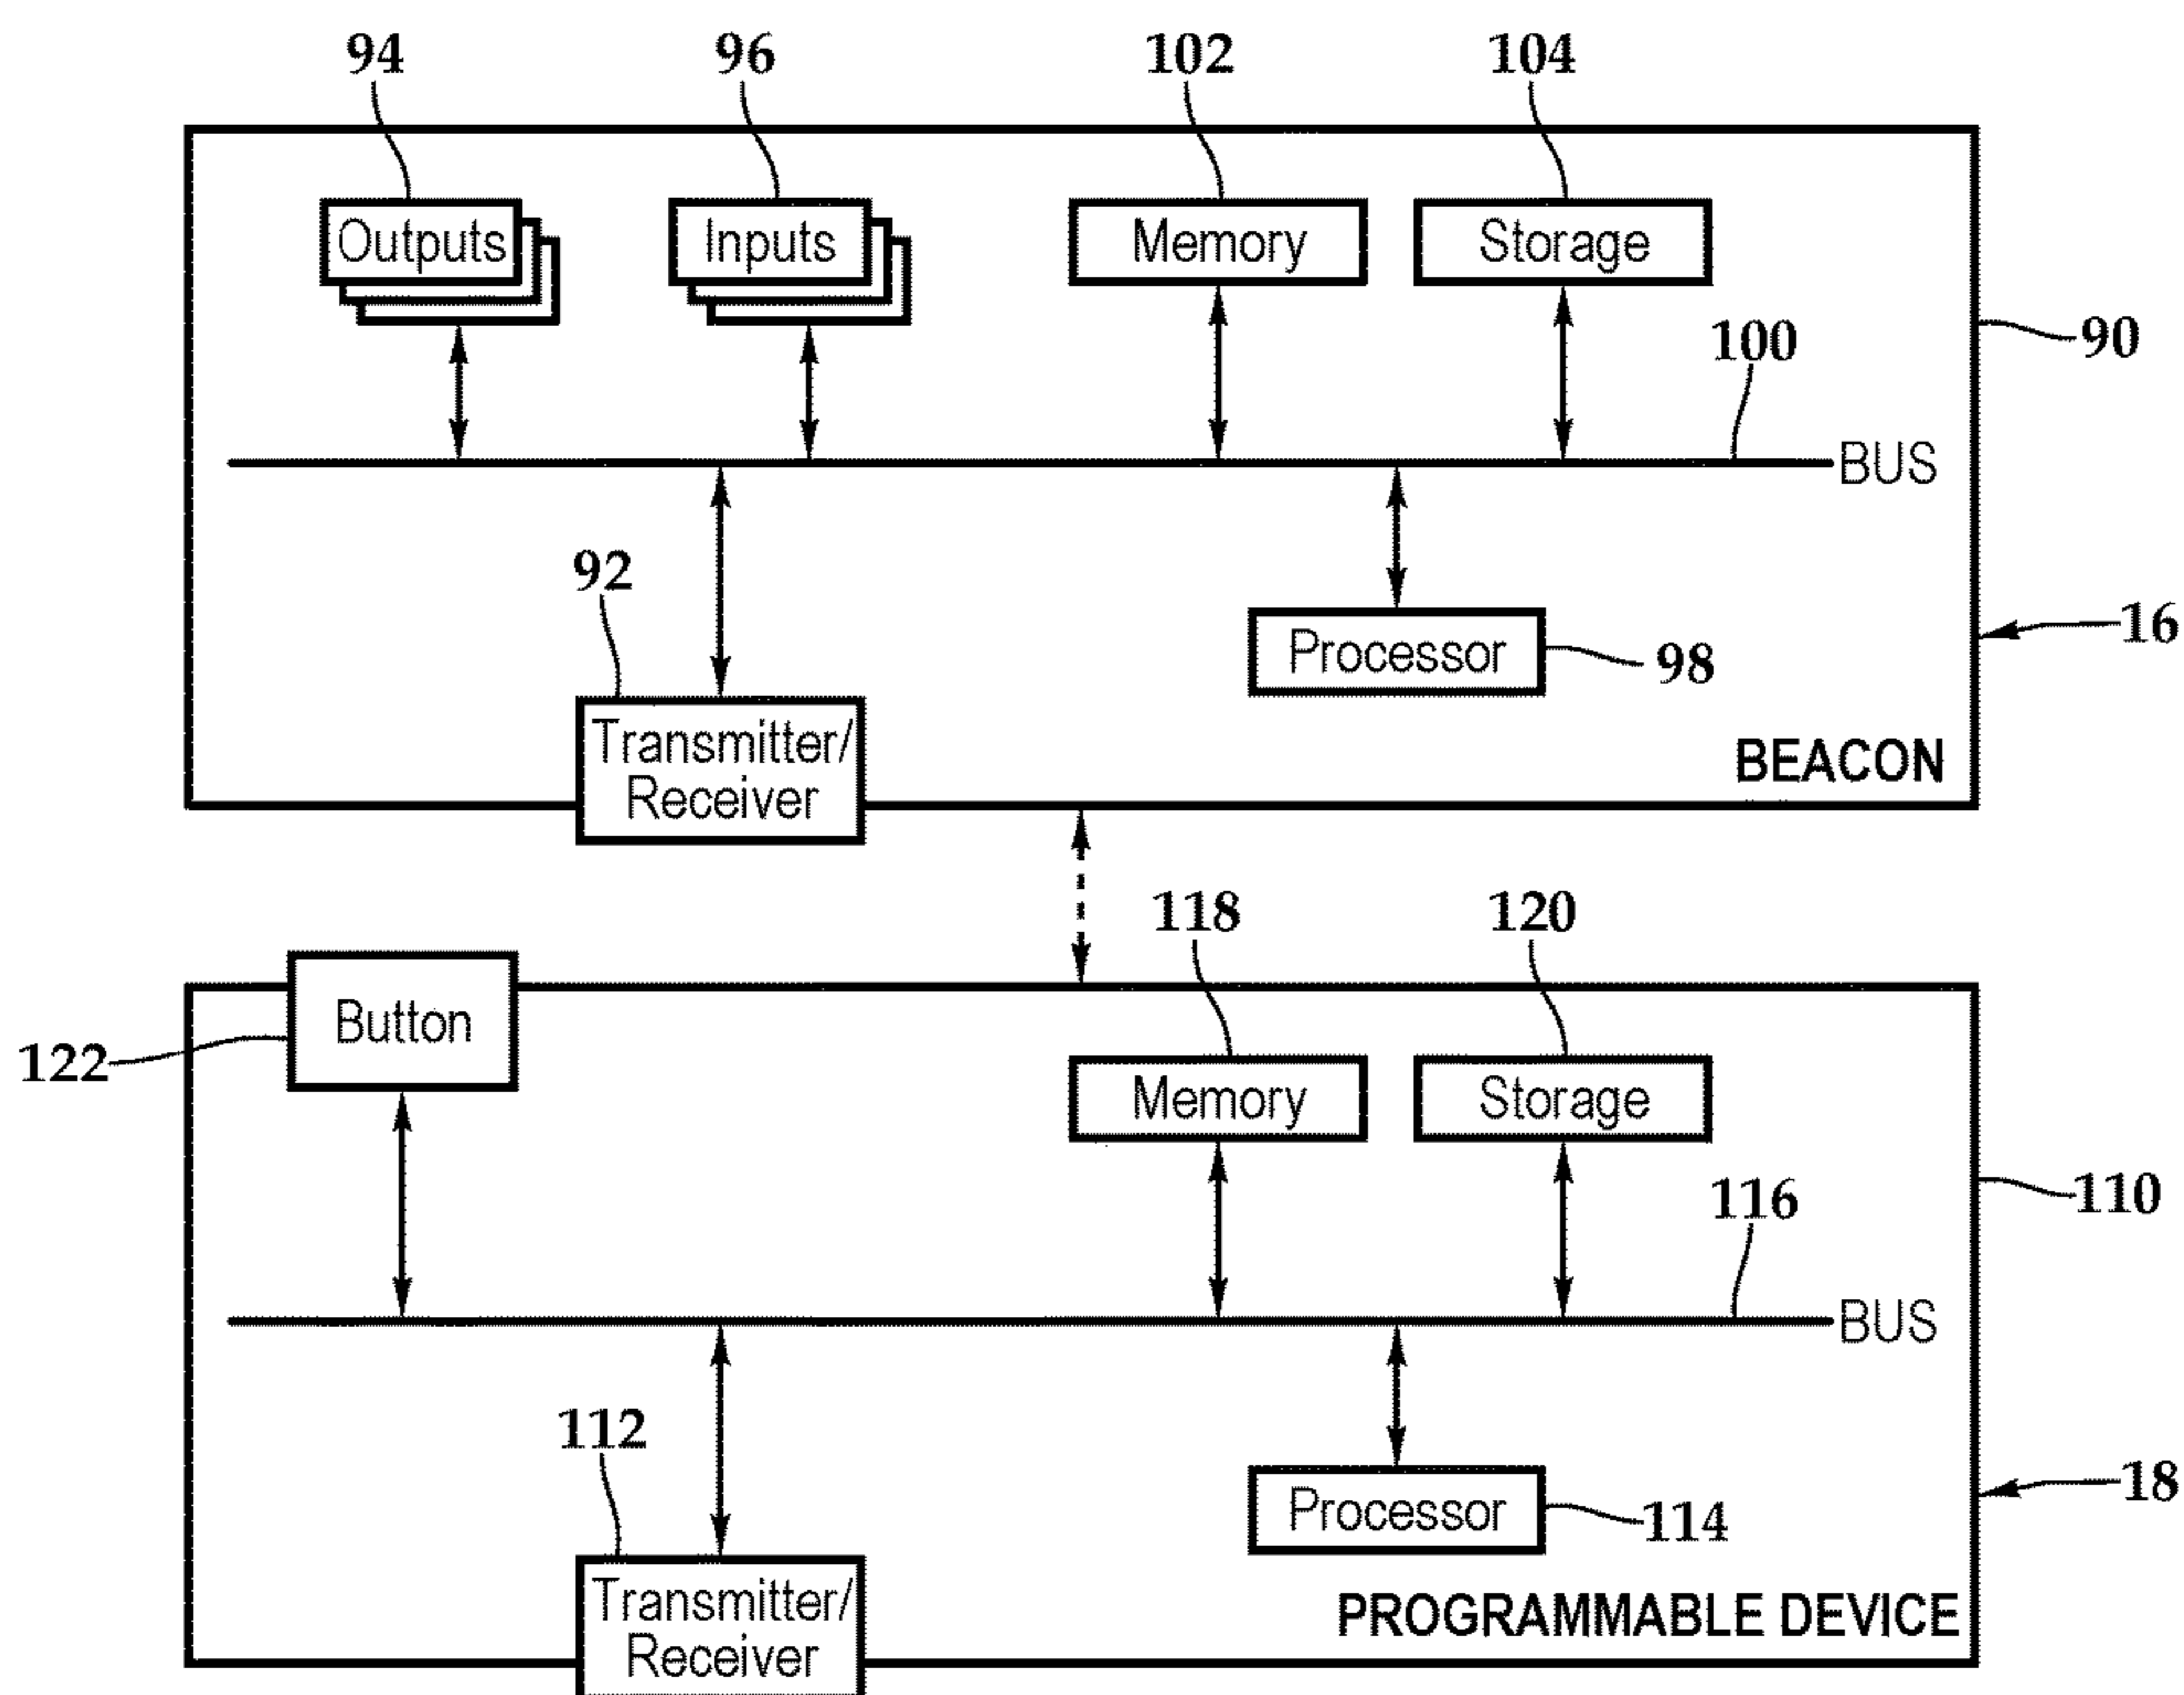 94
96
102
104
Outputs
Inputs
Memory
Storage
100
90
BUS
92
16
Processor
98
Transmitter/
Receiver
BEACON
118
120
Button
122
Memory
Storage
116
110
BUS
112
18
Processor
114
Transmitter/
Receiver
PROGRAMMABLE DEVICE